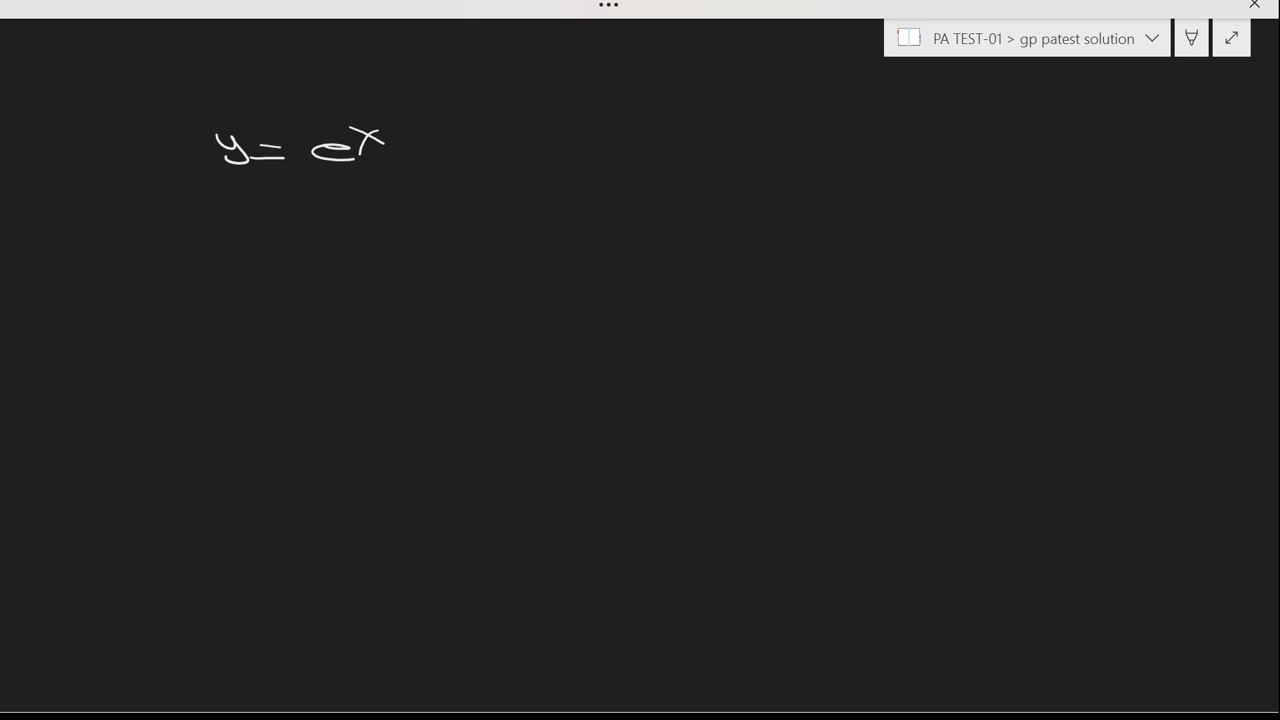 PA TEST-01 > gp patest solution
y = e^x